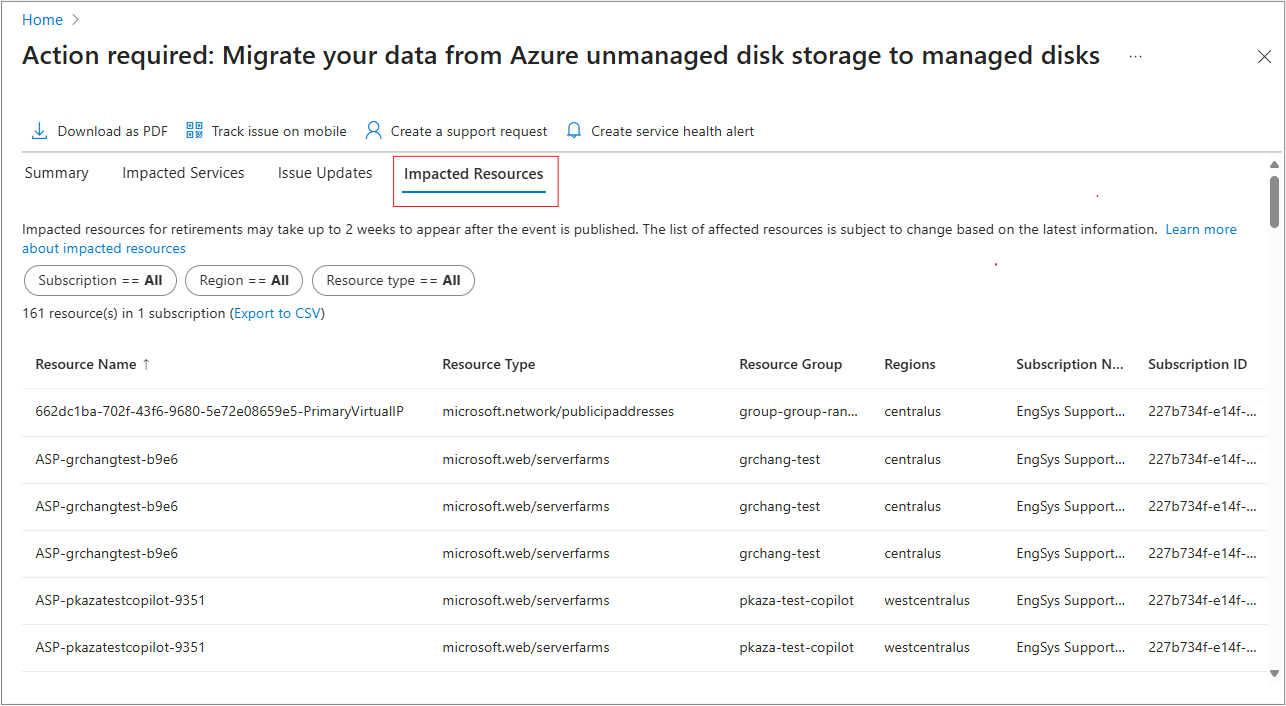 Home
Action required: Migrate your data from Azure unmanaged disk storage to managed disks ...
Download as PDF Track issue on mobile Create a support request Create service health alert
Summary Impacted Services Issue Updates Impacted Resources
Impacted resources for retirements may take up to 2 weeks to appear after the event is published. The list of affected resources is subject to change based on the latest information. Learn more
about impacted resources
Subscription == All Region == All Resource type == All
161 resource(s) in 1 subscription (Export to CSV)
Resource Name ↑ Resource Type Resource Group Regions Subscription N... Subscription ID
662dc1ba-702f-43f6-9680-5e72e08659e5-PrimaryVirtualIP microsoft.network/publicipaddresses group-group-ran... centralus EngSys Support... 227b734f-e14f-...
ASP-grchangtest-b9e6 microsoft.web/serverfarms grchang-test centralus EngSys Support... 227b734f-e14f-...
ASP-grchangtest-b9e6 microsoft.web/serverfarms grchang-test centralus EngSys Support... 227b734f-e14f-...
ASP-grchangtest-b9e6 microsoft.web/serverfarms grchang-test centralus EngSys Support... 227b734f-e14f-...
ASP-pkazatestcopilot-9351 microsoft.web/serverfarms pkaza-test-copilot westcentralus EngSys Support... 227b734f-e14f-...
ASP-pkazatestcopilot-9351 microsoft.web/serverfarms pkaza-test-copilot westcentralus EngSys Support... 227b734f-e14f-...